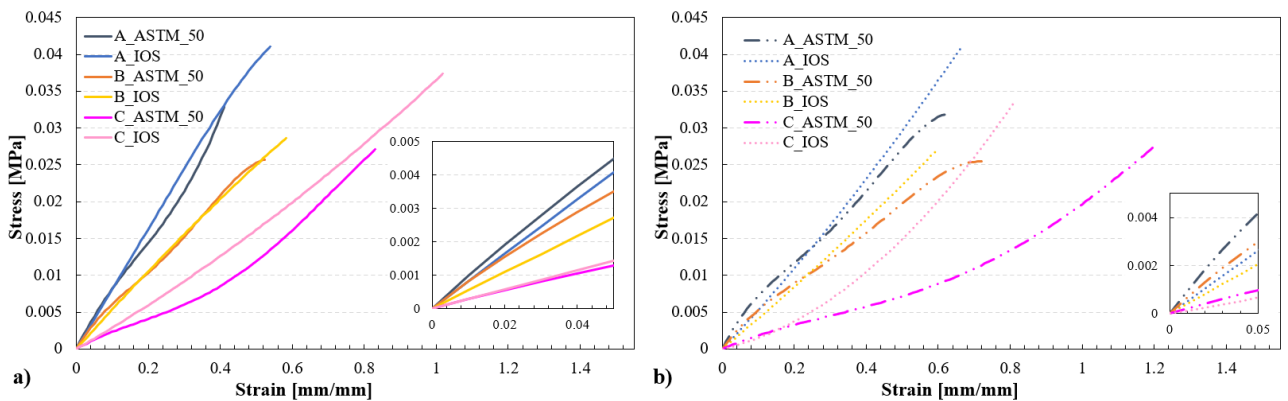 0.045
0.04
0.035
0.03
0.025
0.02
0.015
0.01
0.005
0
Stress [MPa]
A_ASTM_50
A_IOS
B_ASTM_50
B_IOS
C_ASTM_50
C_IOS
0.005
0.004
0.003
0.002
0.001
0.000
0
0.02
0.04
0 0.2 0.4 0.6 0.8 1 1.2 1.4
Strain [mm/mm]
a)
0.045
0.04
0.035
0.03
0.025
0.02
0.015
0.01
0.005
0
Stress [MPa]
A_ASTM_50
A_IOS
B_ASTM_50
B_IOS
C_ASTM_50
C_IOS
0.004
0.002
0.000
0
0.05
0 0.2 0.4 0.6 0.8 1 1.2 1.4
Strain [mm/mm]
b)